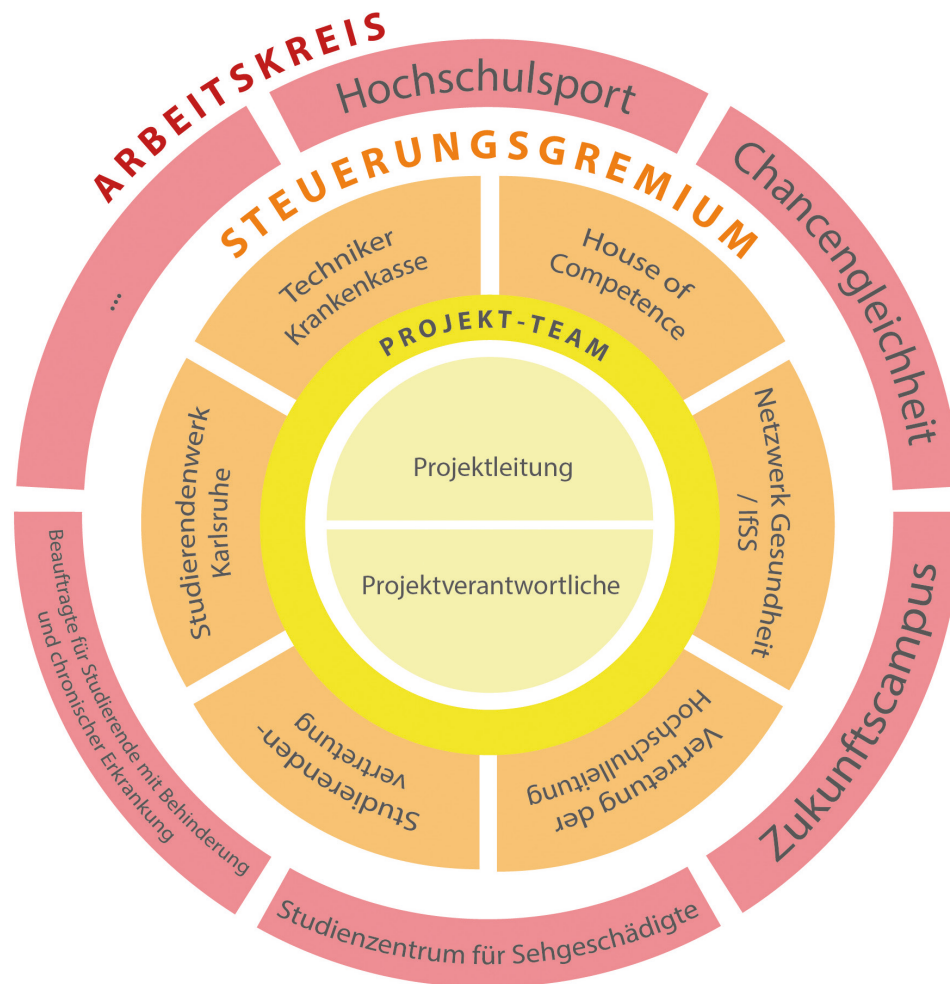 ARBEITSKREIS
Hochschulsport
Chancengleichheit
Zukunftscampus
Studienzentrum für Sehgeschädigte
Beauftragte für Studierende mit Behinderung
und chronischer Erkrankung
...
STEUERUNGSGREMIUM
Techniker
Krankenkasse
House of
Competence
Netzwerk Gesundheit
/ IfSS
Vertretung der
Hochschulleitung
Studierenden-
vertretung
Studierendenwerk
Karlsruhe
PROJEKT-TEAM
Projektleitung
Projektverantwortliche